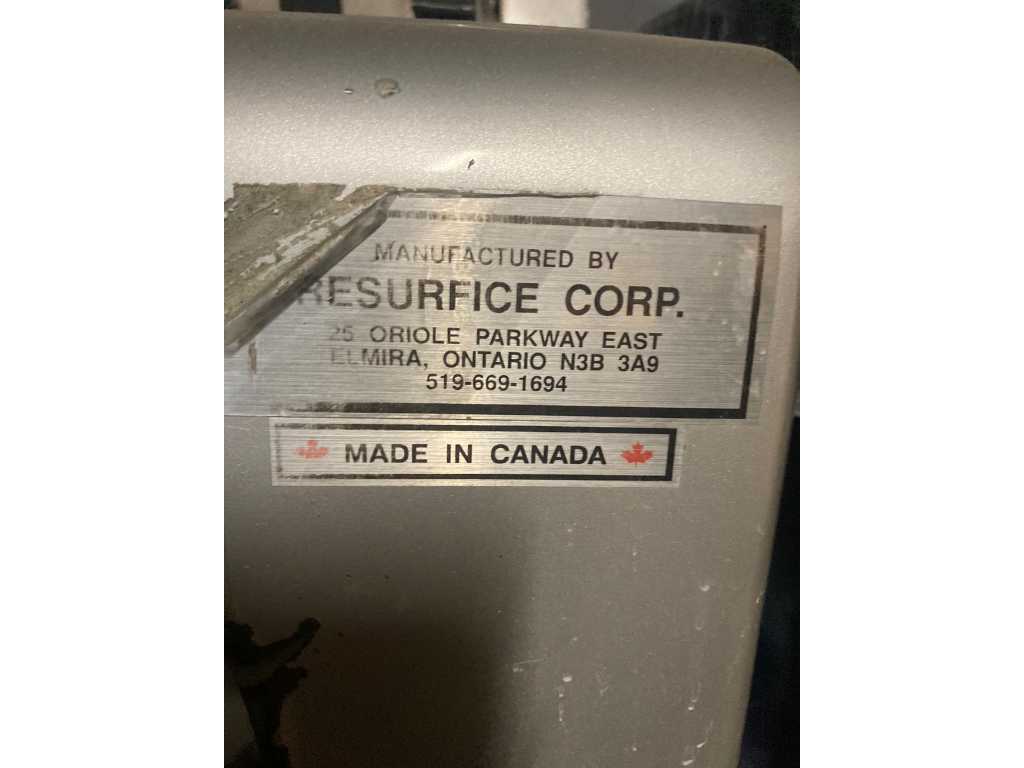 MANUFACTURED BY
RESURFICE CORP.
25 ORIOLE PARKWAY EAST
ELMIRA, ONTARIO N3B 3A9
519-669-1694
MADE IN CANADA